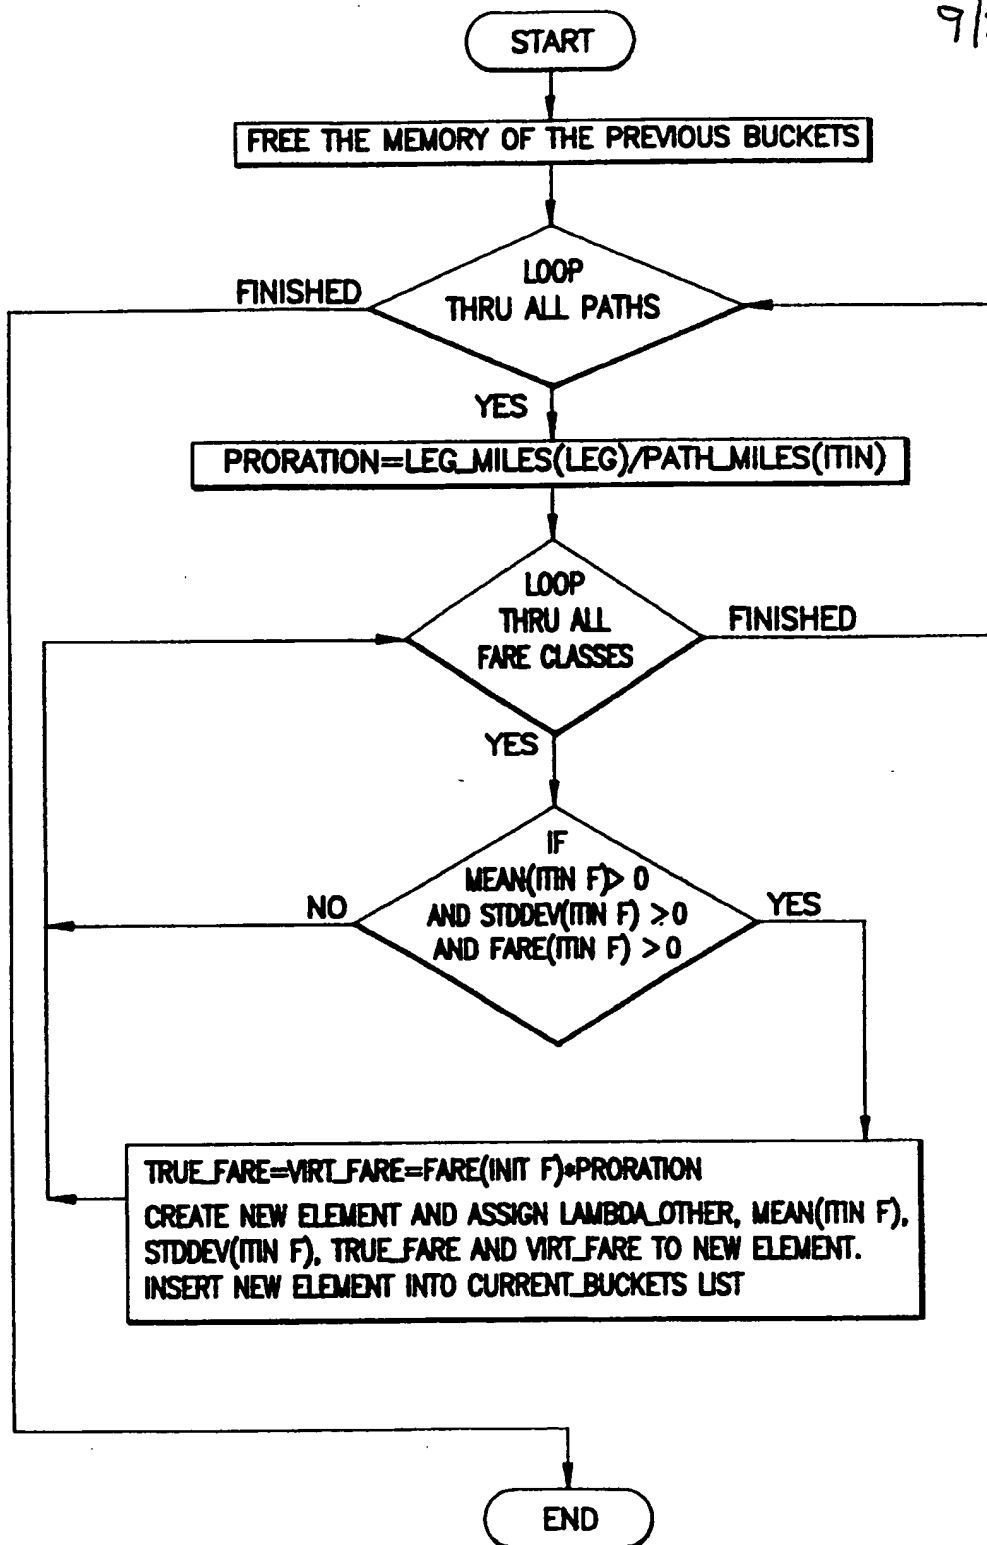 START
FREE THE MEMORY OF THE PREVIOUS BUCKETS
LOOP
THRU ALL PATHS
FINISHED
YES
PRORATION=LEG_MILES(LEG)/PATH_MILES(ITIN)
LOOP
THRU ALL
FARE CLASSES
FINISHED
YES
IF
MEAN(ITIN F)> 0
AND STDDEV(ITIN F) >0
AND FARE(ITIN F) >0
NO
YES
TRUE_FARE=VIRT_FARE=FARE(INIT F)*PRORATION
CREATE NEW ELEMENT AND ASSIGN LAMBDA_OTHER, MEAN(ITIN F),
STDDEV(ITIN F), TRUE_FARE AND VIRT_FARE TO NEW ELEMENT.
INSERT NEW ELEMENT INTO CURRENT_BUCKETS LIST
END